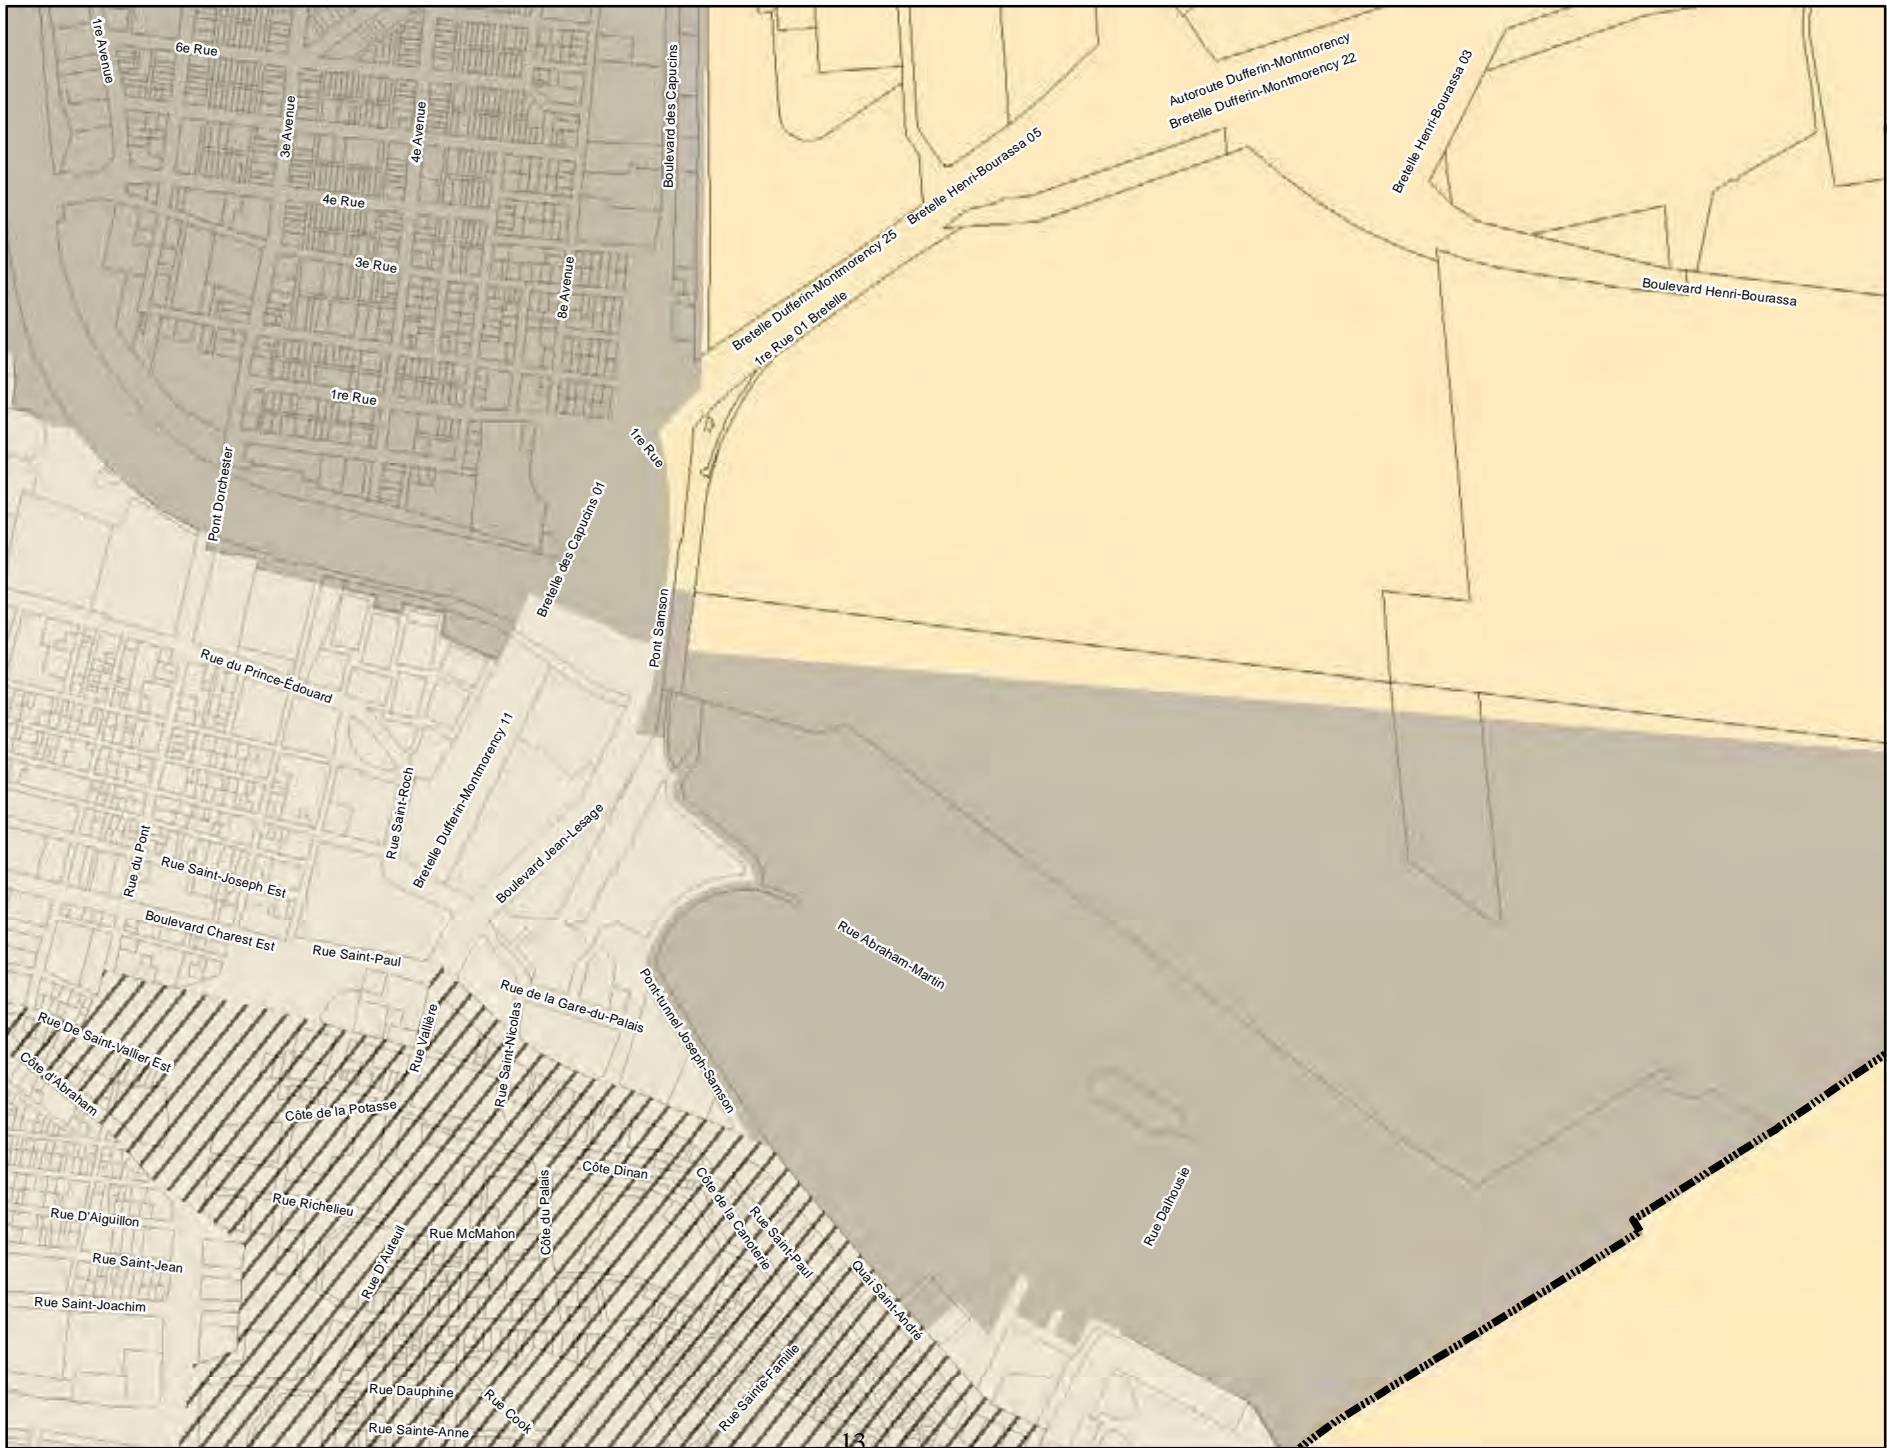 1re Avenue
6e Rue
3e Avenue
4e Avenue
Boulevard des Capucins
Autoroute Dufferin-Montmorency
Bretelle Dufferin-Montmorency 22
Bretelle Henri-Bourassa 03
Bretelle Henri-Bourassa 05
4e Rue
3e Rue
8e Avenue
Bretelle Dufferin-Montmorency 25
1re Rue 01 Bretelle
Boulevard Henri-Bourassa
1re Rue
1re Rue
Pont Dorchester
Bretelle des Capucins 01
Pont Samson
Rue du Prince-Édouard
Rue Saint-Roch
Bretelle Dufferin-Montmorency 11
Boulevard Jean-Lesage
Rue du Pont
Rue Saint-Joseph Est
Boulevard Charest Est
Rue Saint-Paul
Rue Abraham-Martin
Rue de la Gare-du-Palais
Pont-tunnel Joseph-Samson
Rue De Saint-Vallier Est
Rue Vallière
Rue Saint-Nicolas
Côte d'Abraham
Côte de la Potasse
Côte Dinan
Côte du Palais
Côte de la Canoterie
Rue Saint-Paul
Rue Dalhousie
Rue Richelieu
Rue D'Aiguillon
Rue McMahon
Rue D'Auteuil
Rue Saint-Jean
Quai Saint-André
Rue Saint-Joachim
Rue Sainte-Famille
Rue Dauphine
Rue Cook
Rue Sainte-Anne
13